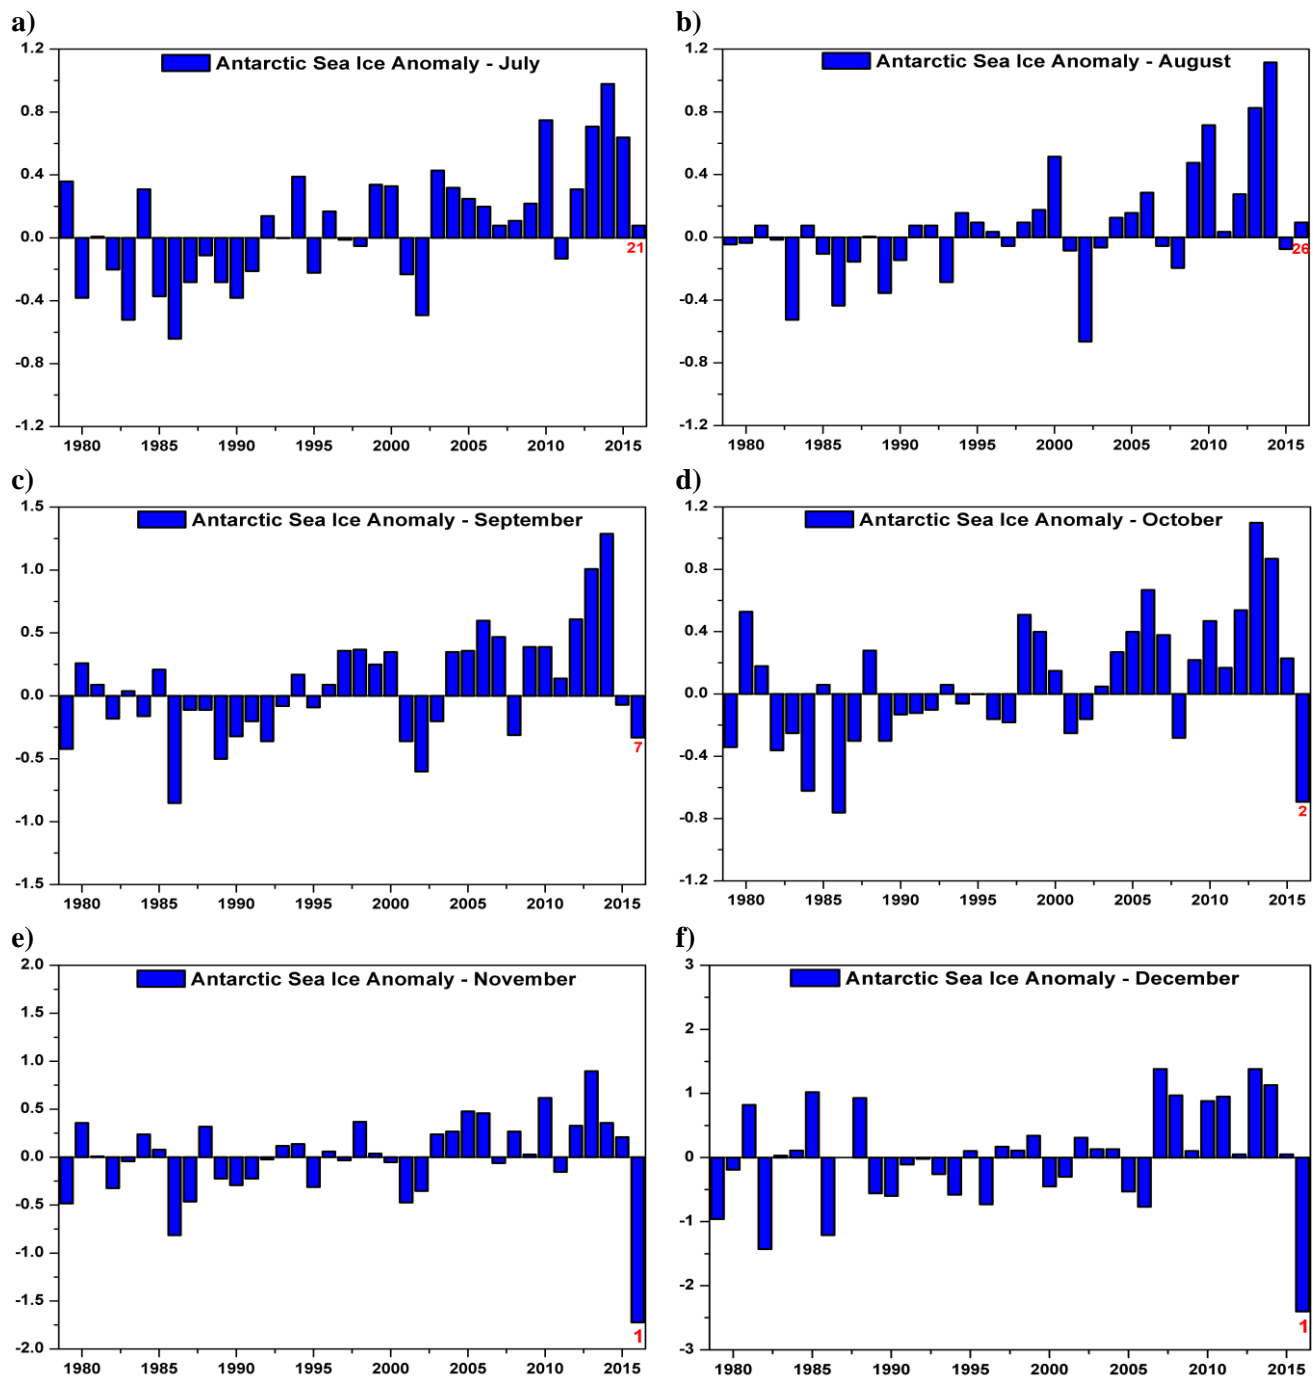 a)
Antarctic Sea Ice Anomaly - July
1.2
0.8
0.4
0.0
-0.4
-0.8
-1.2
21
1980 1985 1990 1995 2000 2005 2010 2015
b)
Antarctic Sea Ice Anomaly - August
1.2
0.8
0.4
0.0
-0.4
-0.8
-1.2
26
1980 1985 1990 1995 2000 2005 2010 2015
c)
Antarctic Sea Ice Anomaly - September
1.5
1.0
0.5
0.0
-0.5
-1.0
-1.5
7
1980 1985 1990 1995 2000 2005 2010 2015
d)
Antarctic Sea Ice Anomaly - October
1.2
0.8
0.4
0.0
-0.4
-0.8
-1.2
2
1980 1985 1990 1995 2000 2005 2010 2015
e)
Antarctic Sea Ice Anomaly - November
2.0
1.5
1.0
0.5
0.0
-0.5
-1.0
-1.5
-2.0
1
1980 1985 1990 1995 2000 2005 2010 2015
f)
Antarctic Sea Ice Anomaly - December
3
2
1
0
-1
-2
-3
1
1980 1985 1990 1995 2000 2005 2010 2015